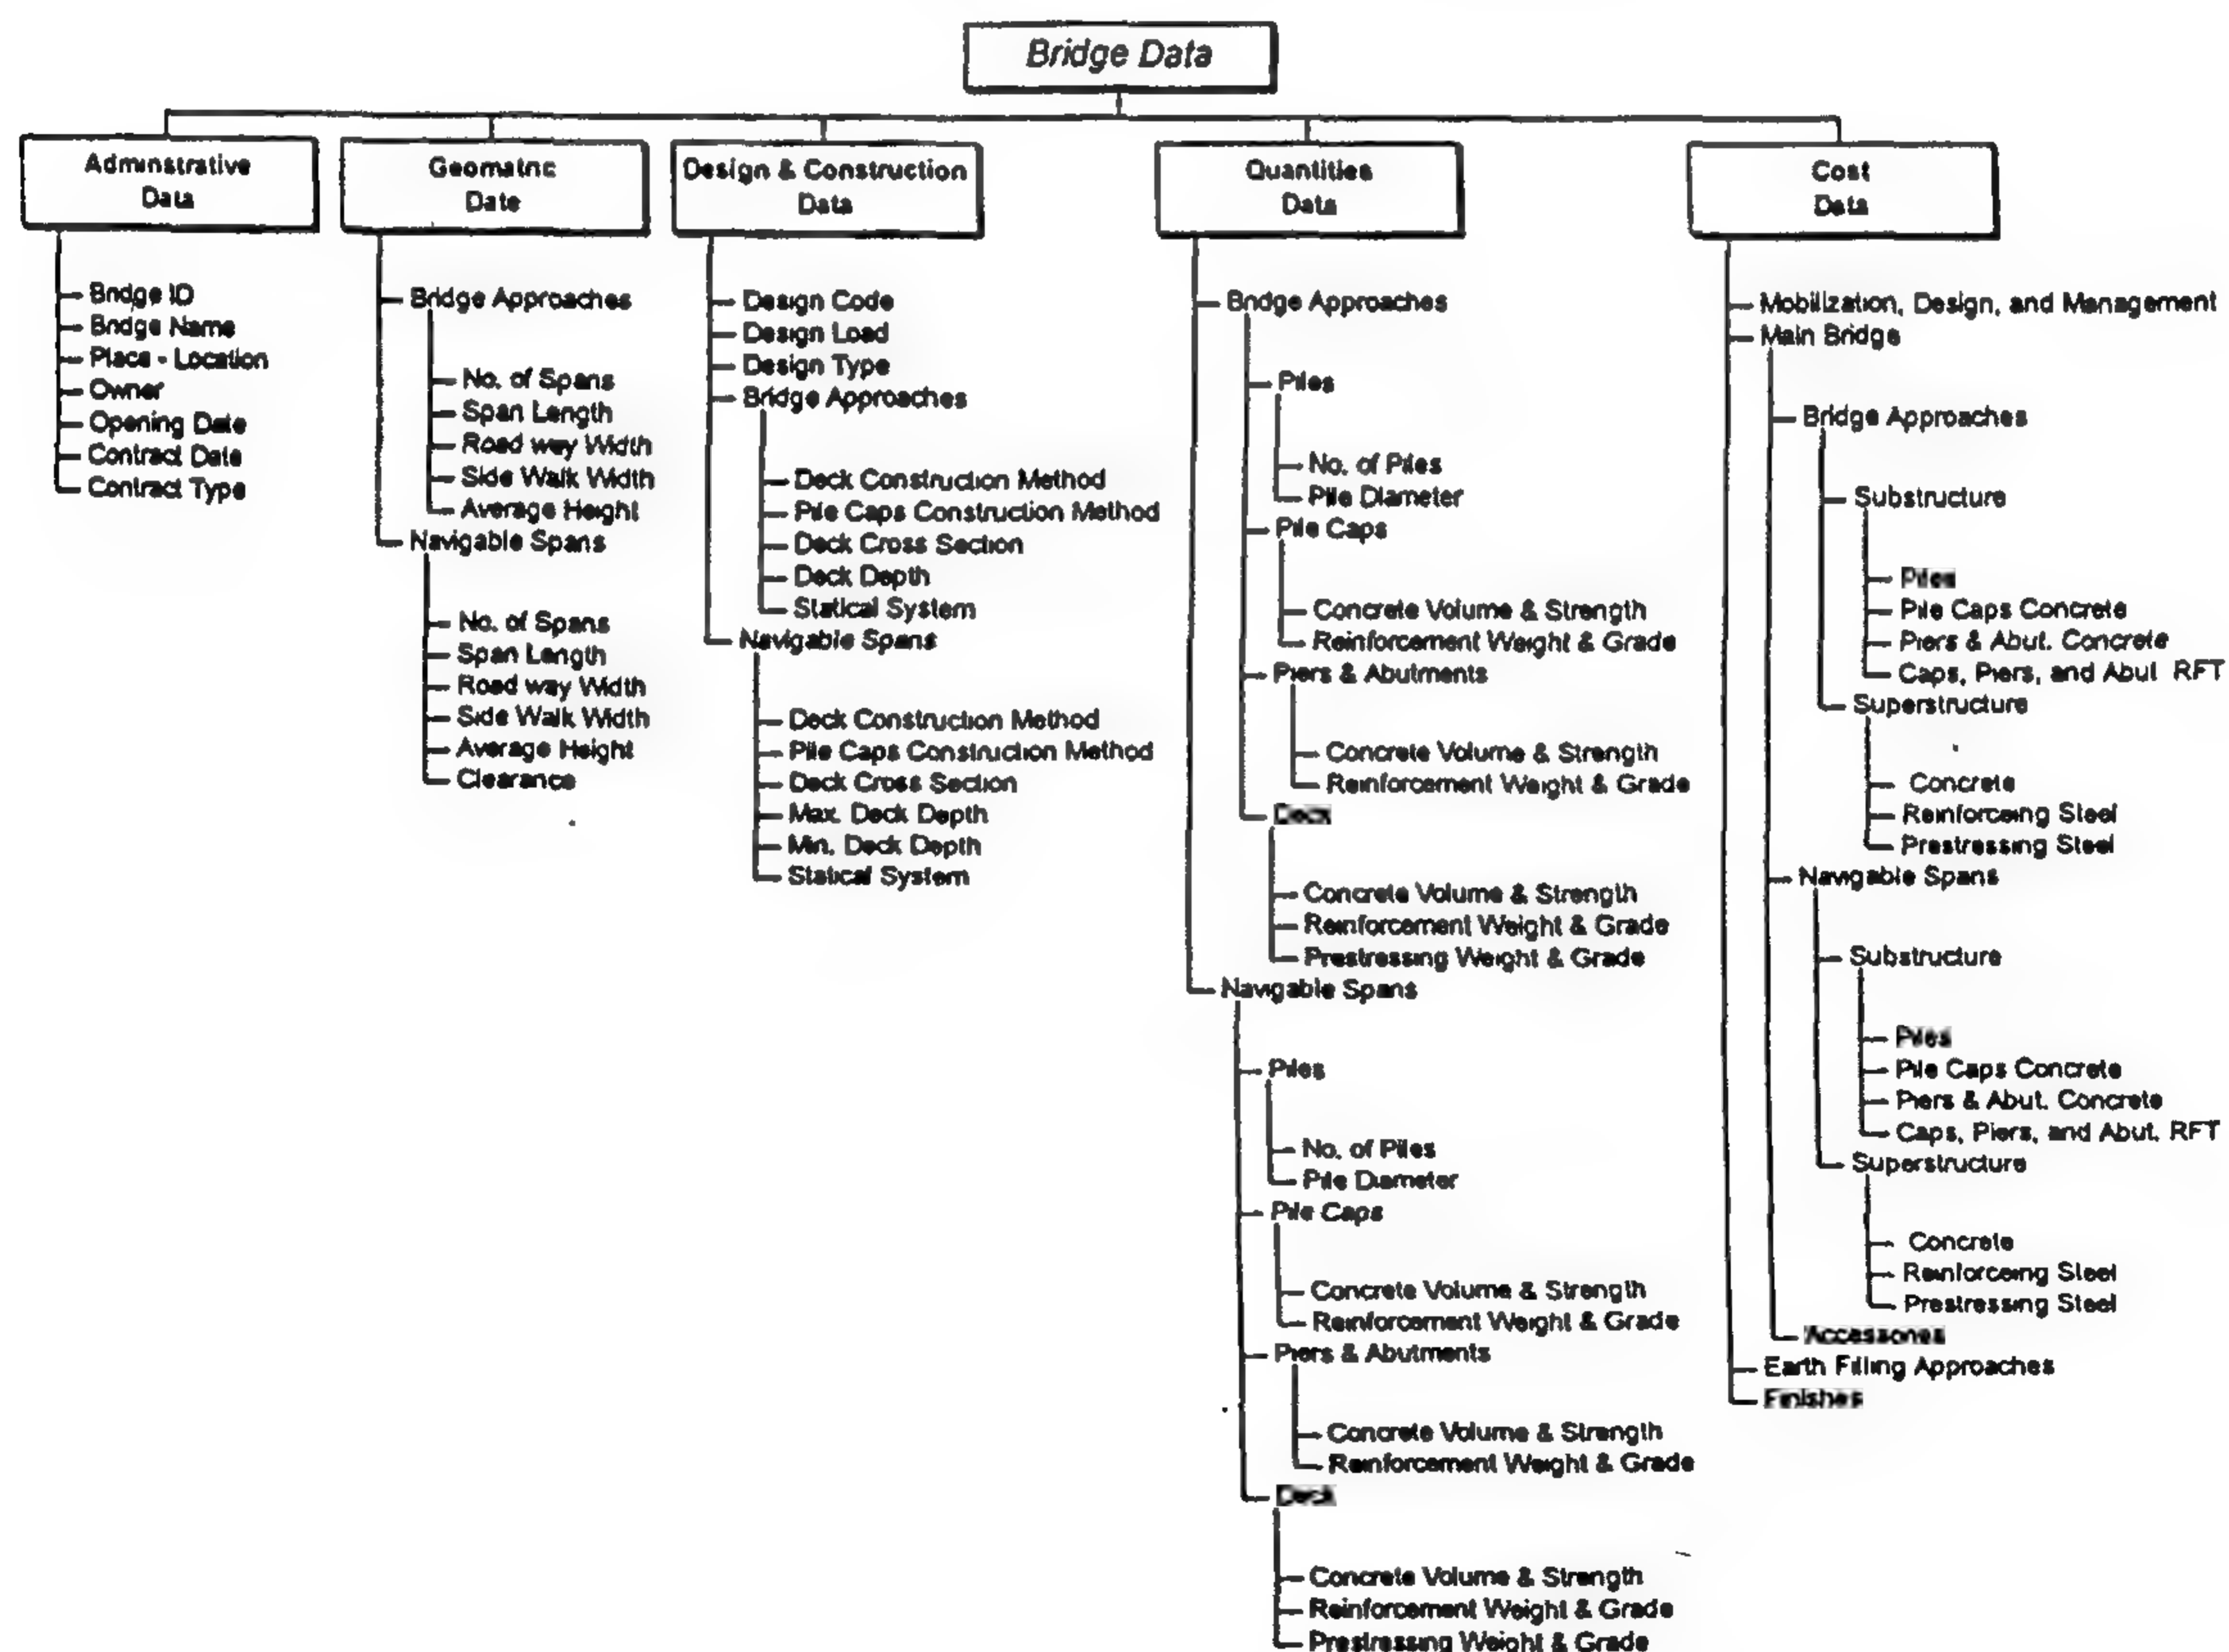 Bridge Data
Adminstrative
Data
Geomatric
Date
Design & Construction
Data
Quantities
Data
Cost
Data
Bridge ID
Bridge Name
Place - Location
Owner
Opening Date
Contract Date
Contract Type
Bridge Approaches
No. of Spans
Span Length
Road way Width
Side Walk Width
Average Height
Navigable Spans
No. of Spans
Span Length
Road way Width
Side Walk Width
Average Height
Clearance
Design Code
Design Load
Design Type
Bridge Approaches
Deck Construction Method
Pile Caps Construction Method
Deck Cross Section
Deck Depth
Statical System
Navigable Spans
Deck Construction Method
Pile Caps Construction Method
Deck Cross Section
Max. Deck Depth
Min. Deck Depth
Statical System
Bridge Approaches
Piles
No. of Piles
Pile Diameter
Pile Caps
Concrete Volume & Strength
Reinforcement Weight & Grade
Piers & Abutments
Concrete Volume & Strength
Reinforcement Weight & Grade
Deck
Concrete Volume & Strength
Reinforcement Weight & Grade
Prestressing Weight & Grade
Navigable Spans
Piles
No. of Piles
Pile Diameter
Pile Caps
Concrete Volume & Strength
Reinforcement Weight & Grade
Piers & Abutments
Concrete Volume & Strength
Reinforcement Weight & Grade
Deck
Concrete Volume & Strength
Reinforcement Weight & Grade
Prestressing Weight & Grade
Mobilization, Design, and Management
Main Bridge
Bridge Approaches
Substructure
Piles
Pile Caps Concrete
Piers & Abut. Concrete
Caps, Piers, and Abut RFT
Superstructure
Concrete
Reinforceing Steel
Prestressing Steel
Navigable Spans
Substructure
Piles
Pile Caps Concrete
Piers & Abut. Concrete
Caps, Piers, and Abut. RFT
Superstructure
Concrete
Reinforceing Steel
Prestressing Steel
Accessories
Earth Filling Approaches
Finishes